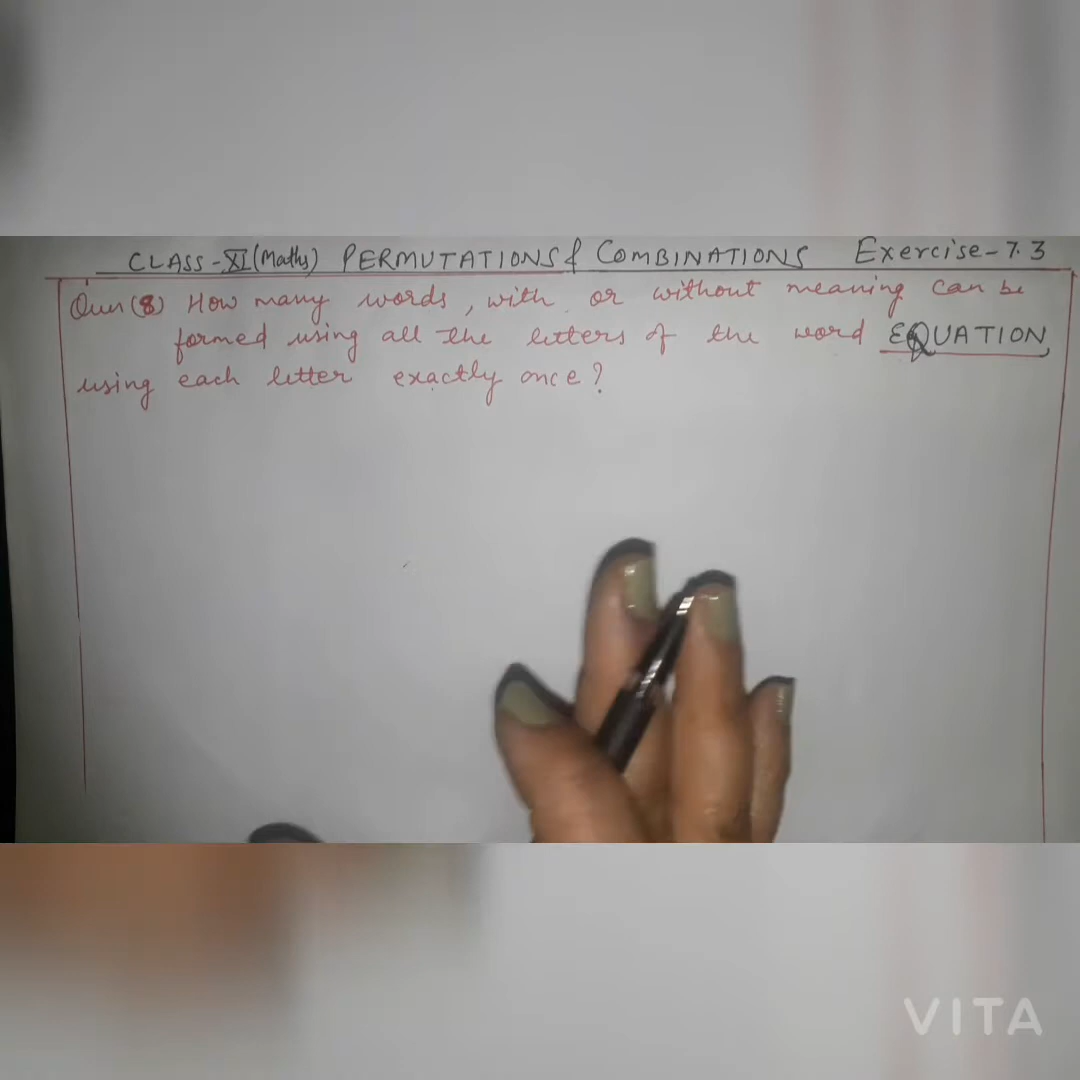 CLASS-XI (Maths) PERMUTATIONS & COMBINATIONS Exercise-7.3
Ques (8) How many words, with or without meaning can be
formed using all the letters of the word EQUATION,
using each letter exactly once?
VITA